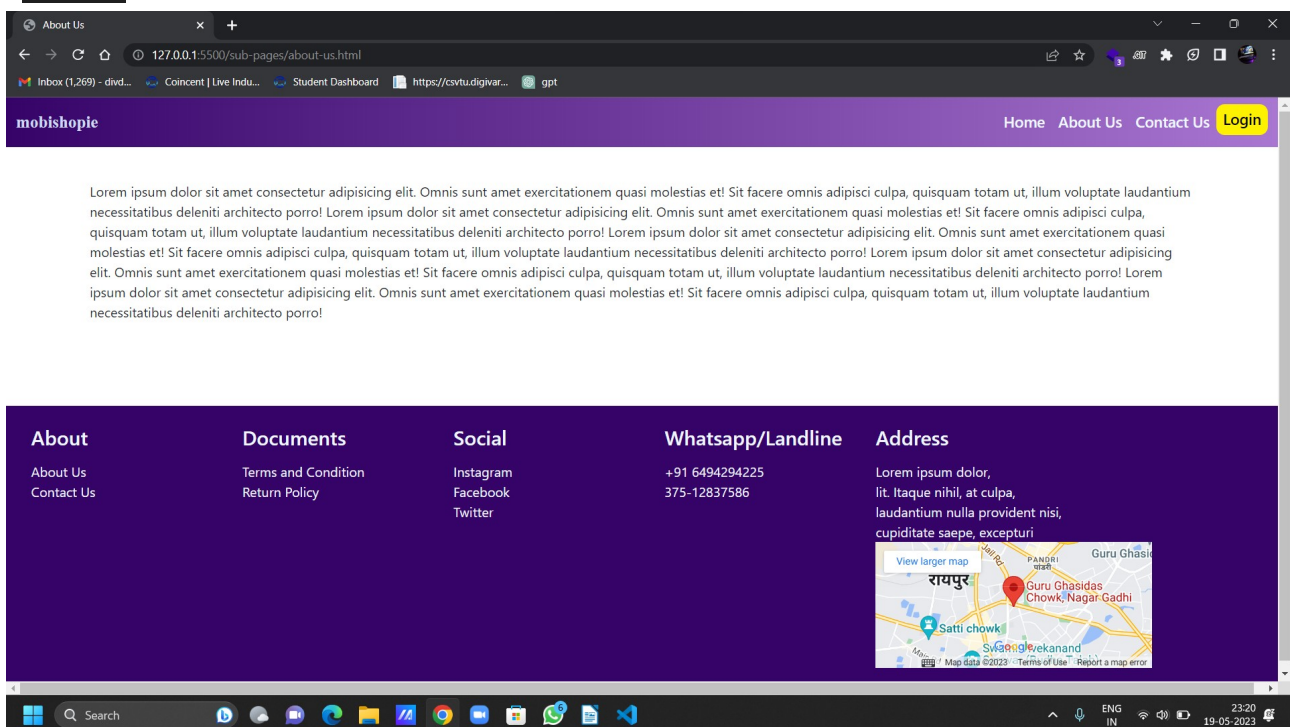 About Us
127.0.0.1:5500/sub-pages/about-us.html
3
Inbox (1,269) - divd... Coincent | Live Indu... Student Dashboard https://csvtu.digivar... gpt
mobishopie Home About Us Contact Us Login
Lorem ipsum dolor sit amet consectetur adipisicing elit. Omnis sunt amet exercitationem quasi molestias et! Sit facere omnis adipisci culpa, quisquam totam ut, illum voluptate laudantium
necessitatibus deleniti architecto porro! Lorem ipsum dolor sit amet consectetur adipisicing elit. Omnis sunt amet exercitationem quasi molestias et! Sit facere omnis adipisci culpa,
quisquam totam ut, illum voluptate laudantium necessitatibus deleniti architecto porro! Lorem ipsum dolor sit amet consectetur adipisicing elit. Omnis sunt amet exercitationem quasi
molestias et! Sit facere omnis adipisci culpa, quisquam totam ut, illum voluptate laudantium necessitatibus deleniti architecto porro! Lorem ipsum dolor sit amet consectetur adipisicing
elit. Omnis sunt amet exercitationem quasi molestias et! Sit facere omnis adipisci culpa, quisquam totam ut, illum voluptate laudantium necessitatibus deleniti architecto porro! Lorem
ipsum dolor sit amet consectetur adipisicing elit. Omnis sunt amet exercitationem quasi molestias et! Sit facere omnis adipisci culpa, quisquam totam ut, illum voluptate laudantium
necessitatibus deleniti architecto porro!
About
About Us
Contact Us
Documents
Terms and Condition
Return Policy
Social
Instagram
Facebook
Twitter
Whatsapp/Landline
+91 6494294225
375-12837586
Address
Lorem ipsum dolor,
lit. Itaque nihil, at culpa,
laudantium nulla provident nisi,
cupiditate saepe, excepturi
View larger map
Jail Rd
PANDRI
पंडरी
Guru Ghasid
रायपुर
Guru Ghasidas
Chowk, Nagar Gadhi
Satti chowk
Google
Map data ©2023 Terms of Use Report a map error
Search
6
ENG
IN
23:20
19-05-2023